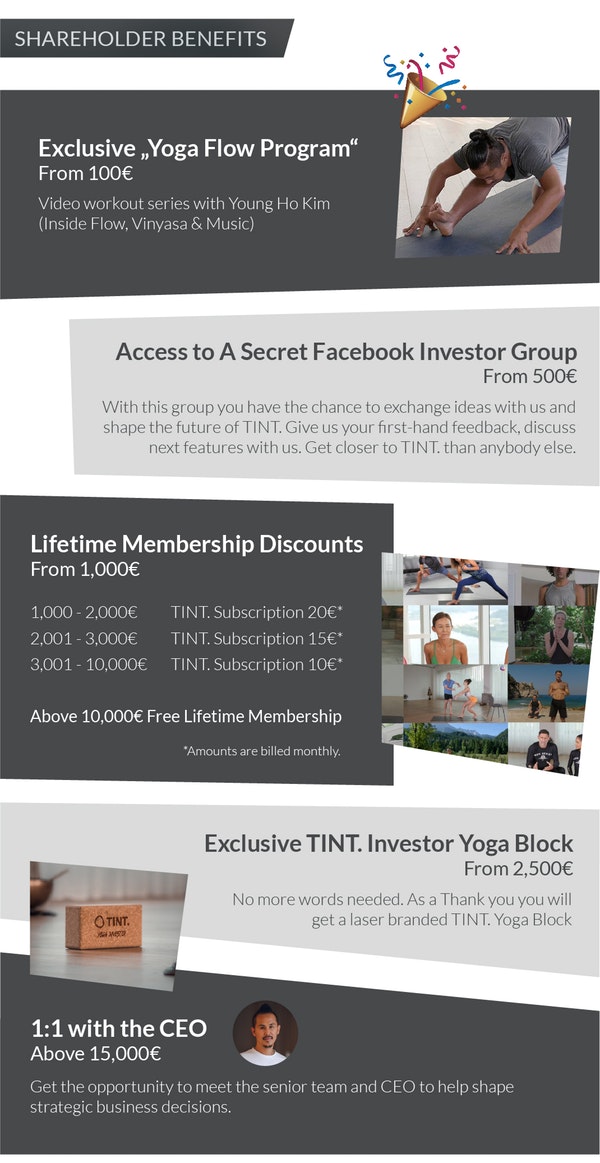 SHAREHOLDER BENEFITS
Exclusive „Yoga Flow Program“
From 100€
Video workout series with Young Ho Kim
(Inside Flow, Vinyasa & Music)
Access to A Secret Facebook Investor Group
From 500€
With this group you have the chance to exchange ideas with us and
shape the future of TINT. Give us your first-hand feedback, discuss
next features with us. Get closer to TINT. than anybody else.
Lifetime Membership Discounts
From 1,000€
1,000 - 2,000€ TINT. Subscription 20€*
2,001 - 3,000€ TINT. Subscription 15€*
3,001 - 10,000€ TINT. Subscription 10€*
Above 10,000€ Free Lifetime Membership
*Amounts are billed monthly.
Exclusive TINT. Investor Yoga Block
From 2,500€
No more words needed. As a Thank you you will
get a laser branded TINT. Yoga Block
TINT.
YOGA INVESTOR
1:1 with the CEO
Above 15,000€
Get the opportunity to meet the senior team and CEO to help shape
strategic business decisions.